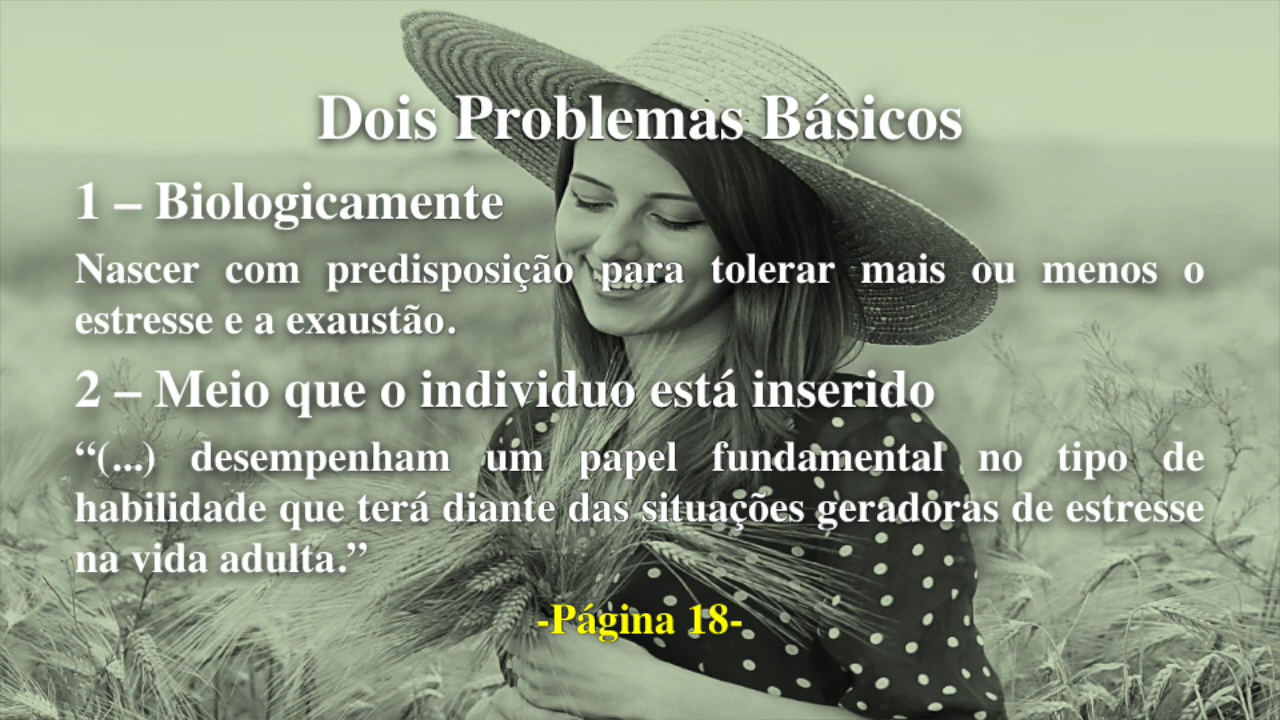 Dois Problemas Básicos
1 – Biologicamente
Nascer com predisposição para tolerar mais ou menos o
estresse e a exaustão.
2 – Meio que o individuo está inserido
“(...) desempenham um papel fundamental no tipo de
habilidade que terá diante das situações geradoras de estresse
na vida adulta.”
-Página 18-